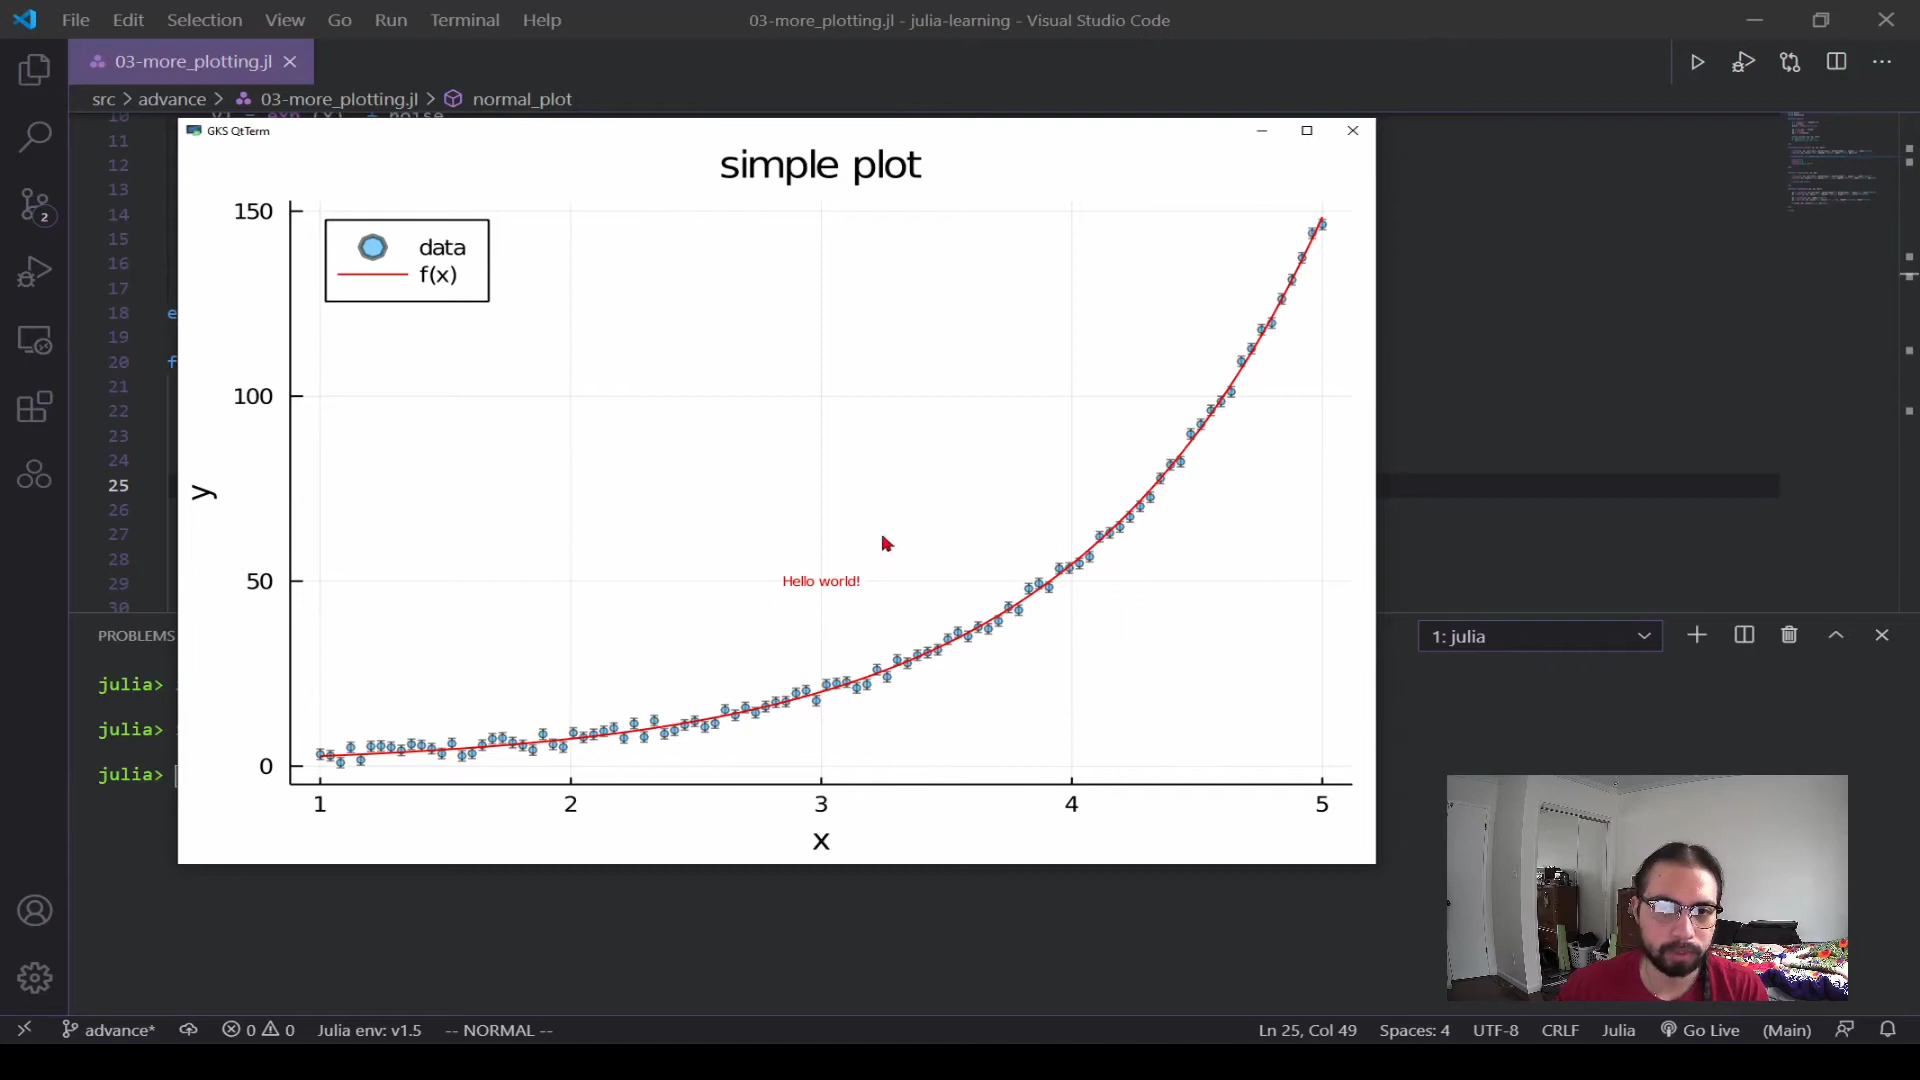 File Edit Selection View Go Run Terminal Help
03-more_plotting.jl - julia-learning - Visual Studio Code
03-more_plotting.jl
src > advance > 03-more_plotting.jl > normal_plot
10
11
12
13
14
15
16
17
18 e
19
20 f
21
22
23
24
25
26
27
28
29
30
GKS QtTerm
simple plot
150
100
50
0
data
f(x)
y
Hello world!
1 2 3 4 5
x
2
PROBLEMS
1: julia
julia>
julia>
julia>
advance* 0 0 Julia env: v1.5 -- NORMAL --
Ln 25, Col 49 Spaces: 4 UTF-8 CRLF Julia Go Live (Main)